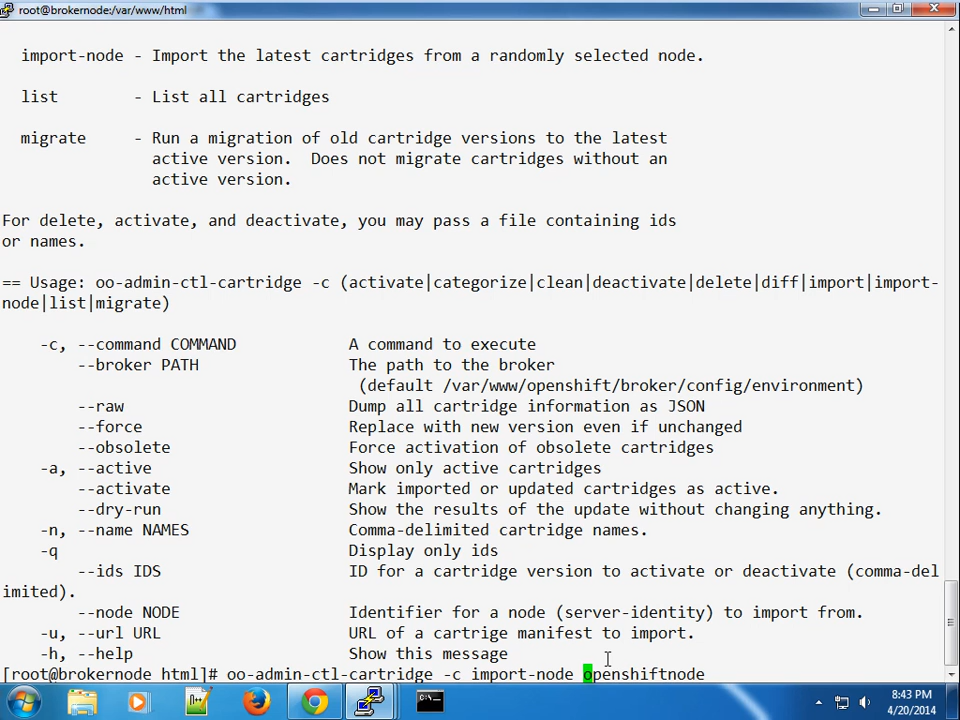 root@brokernode:/var/www/html
import-node - Import the latest cartridges from a randomly selected node.
list        - List all cartridges
migrate     - Run a migration of old cartridge versions to the latest
active version.  Does not migrate cartridges without an
active version.
For delete, activate, and deactivate, you may pass a file containing ids
or names.
== Usage: oo-admin-ctl-cartridge -c (activate|categorize|clean|deactivate|delete|diff|import|import-
node|list|migrate)
-c, --command COMMAND            A command to execute
--broker PATH                The path to the broker
(default /var/www/openshift/broker/config/environment)
--raw                        Dump all cartridge information as JSON
--force                      Replace with new version even if unchanged
--obsolete                   Force activation of obsolete cartridges
-a, --active                     Show only active cartridges
--activate                   Mark imported or updated cartridges as active.
--dry-run                    Show the results of the update without changing anything.
-n, --name NAMES                 Comma-delimited cartridge names.
-q                               Display only ids
--ids IDS                    ID for a cartridge version to activate or deactivate (comma-del
imited).
--node NODE                  Identifier for a node (server-identity) to import from.
-u, --url URL                    URL of a cartrige manifest to import.
-h, --help                       Show this message
[root@brokernode html]# oo-admin-ctl-cartridge -c import-node openshiftnode
8:43 PM
4/20/2014